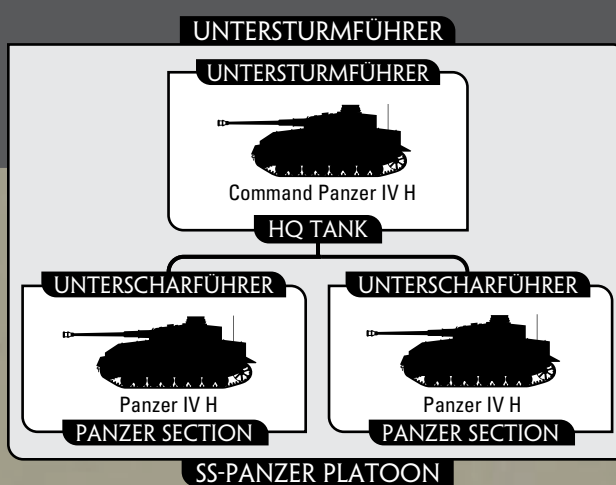 UNTERSTURMFÜHRER
UNTERSTURMFÜHRER
Command Panzer IV H
HQ TANK
UNTERSCHARFÜHRER
UNTERSCHARFÜHRER
Panzer IV H
Panzer IV H
PANZER SECTION
PANZER SECTION
SS-PANZER PLATOON